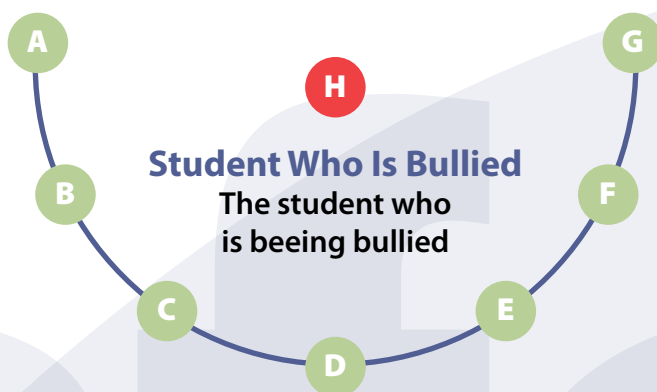 A
G
H
Student Who Is Bullied
B
The student who
F
is beeing bullied
C
E
D